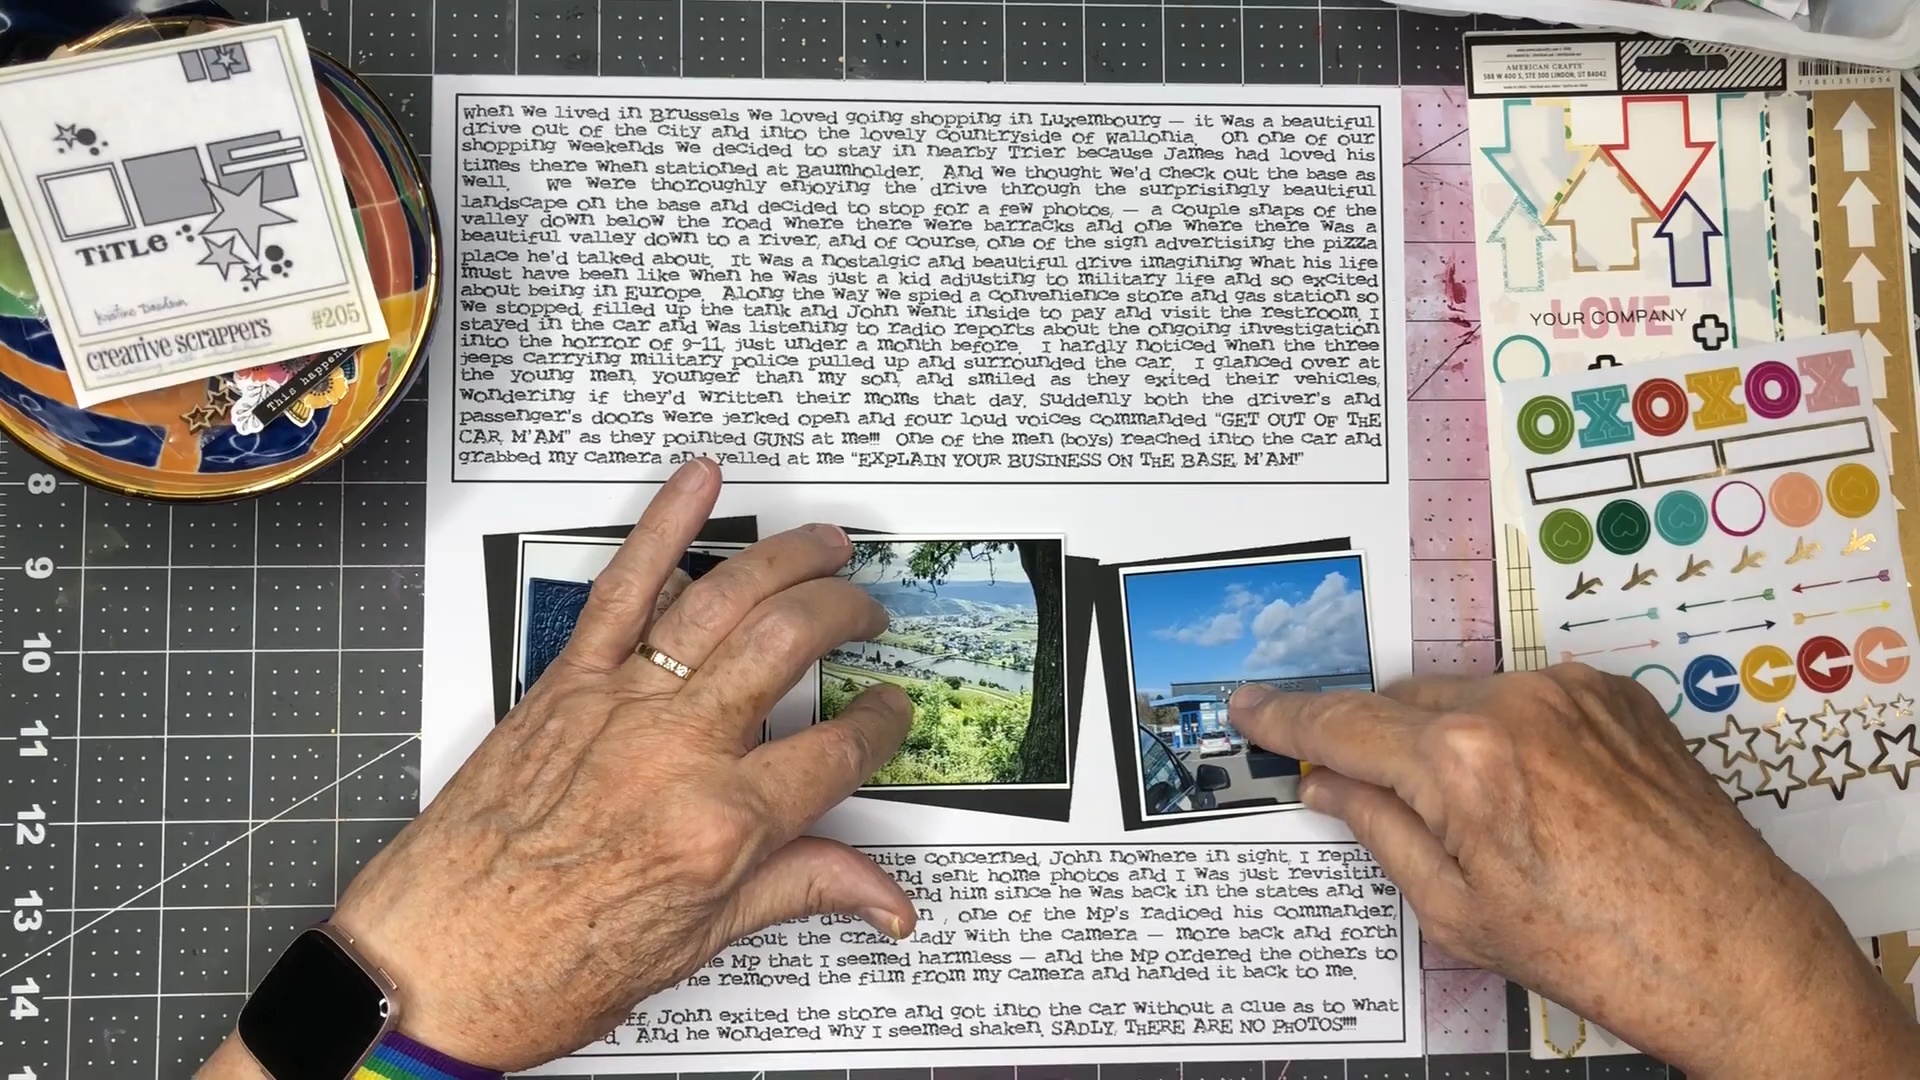 When we lived in Brussels we loved going shopping in Luxembourg — it was a beautiful
drive out of the city and into the lovely countryside of Wallonia. On one of our
shopping weekends we decided to stay in nearby Trier because James had loved his
times there when stationed at Baumholder. And we thought we'd check out the base as
well. We were thoroughly enjoying the drive through the surprisingly beautiful
landscape on the base and decided to stop for a few photos, — a couple snaps of the
valley down below the road where there were barracks and one where there was a
beautiful valley down to a river, and of course, one of the sign advertising the pizza
place he'd talked about. It was a nostalgic and beautiful drive imagining what his life
must have been like when he was just a kid adjusting to military life and so excited
about being in Europe. Along the way we spied a convenience store and gas station so
we stopped, filled up the tank and John went inside to pay and visit the restroom. I
stayed in the car and was listening to radio reports about the ongoing investigation
into the horror of 9-11, just under a month before. I hardly noticed when the three
jeeps carrying military police pulled up and surrounded the car. I glanced over at
the young men, younger than my son, and smiled as they exited their vehicles,
wondering if they'd written their moms that day. Suddenly both the driver's and
passenger's doors were jerked open and four loud voices commanded "GET OUT OF THE
CAR M'AM" as they pointed GUNS at me!!! One of the men (boys) reached into the car and
grabbed my camera and yelled at me "EXPLAIN YOUR BUSINESS ON THE BASE M'AM!"
quite concerned, John nowhere in sight, I
and sent home photos and I was just
him since he was back in the states and we
one of the MP's radioed his commander,
about the crazy lady with the camera — more back and forth
MP that I seemed harmless — and the MP ordered the others to
he removed the film from my camera and handed it back to me.
John exited the store and got into the car without a clue as to what
And he wondered why I seemed shaken. SADLY, THERE ARE NO PHOTOS!!!!
TiTLe
creative scrappers
#205
This happened
AMERICAN CRAFTS
588 W 400 S, STE 300 LINDON, UT 84042
LOVE
YOUR COMPANY
OXOXOX
8
9
10
11
12
13
14